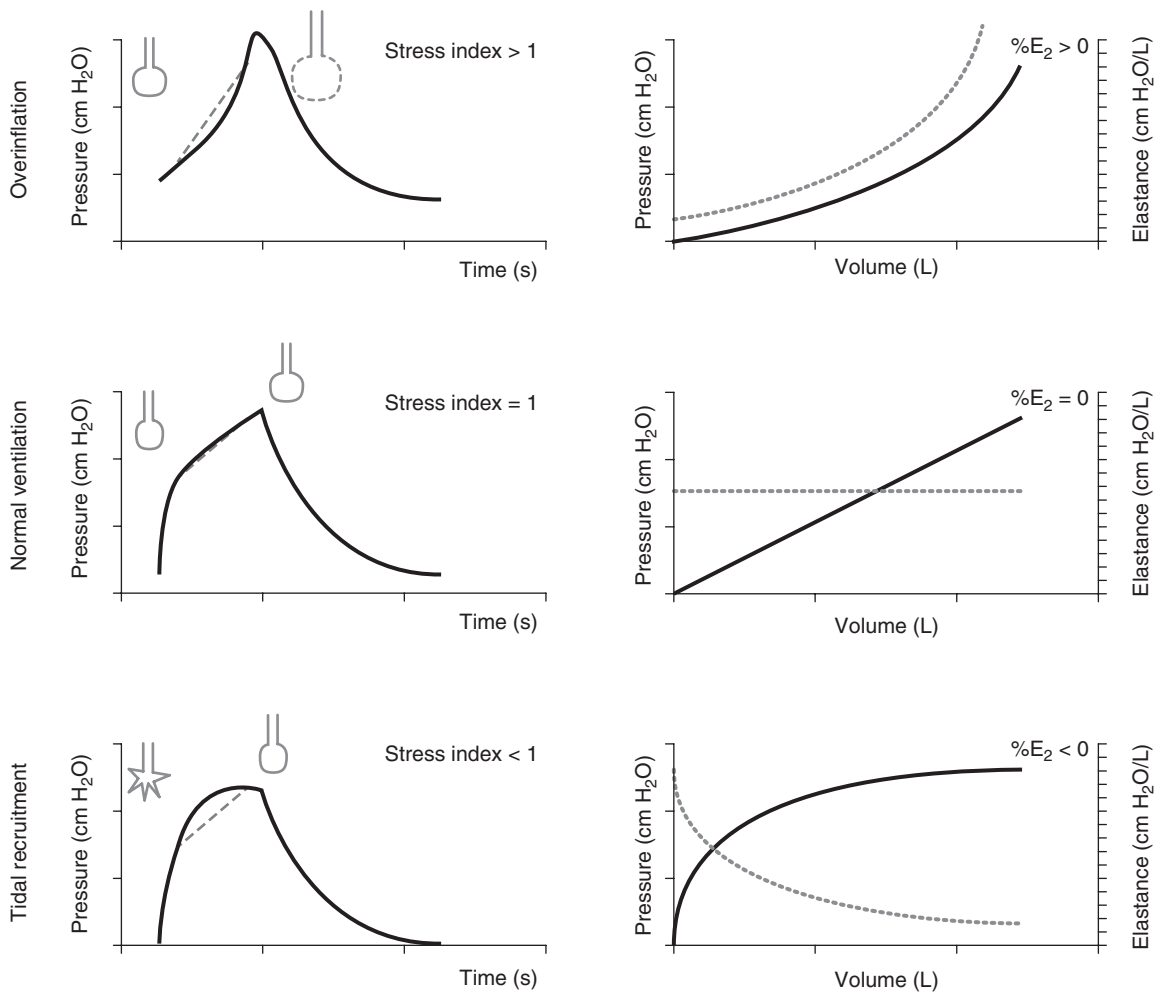 Overinflation
Pressure (cm H₂O)
Stress index > 1
Time (s)
Pressure (cm H₂O)
%E₂ > 0
Elastance (cm H₂O/L)
Volume (L)
Normal ventilation
Pressure (cm H₂O)
Stress index = 1
Time (s)
Pressure (cm H₂O)
%E₂ = 0
Elastance (cm H₂O/L)
Volume (L)
Tidal recruitment
Pressure (cm H₂O)
Stress index < 1
Time (s)
Pressure (cm H₂O)
%E₂ < 0
Elastance (cm H₂O/L)
Volume (L)